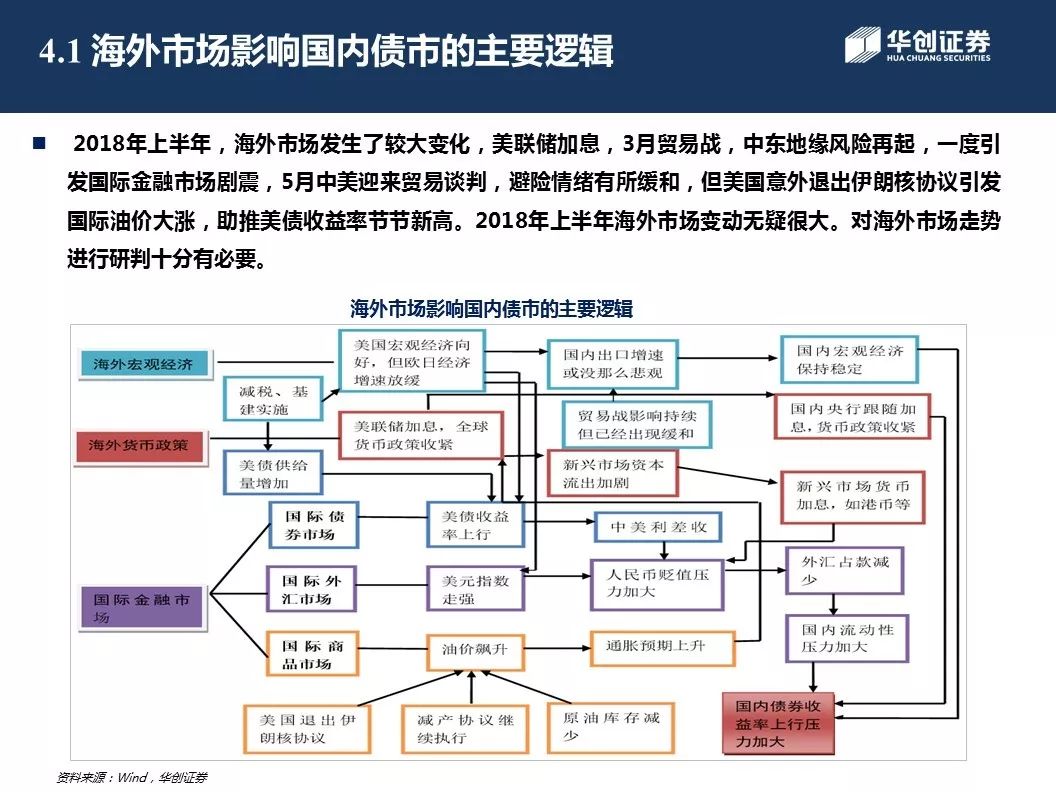 4.1 海外市场影响国内债市的主要逻辑
华创证券
HUA CHUANG SECURITIES
2018年上半年，海外市场发生了较大变化，美联储加息，3月贸易战，中东地缘风险再起，一度引
发国际金融市场剧震，5月中美迎来贸易谈判，避险情绪有所缓和，但美国意外退出伊朗核协议引发
国际油价大涨，助推美债收益率节节新高。2018年上半年海外市场变动无疑很大。对海外市场走势
进行研判十分有必要。
海外市场影响国内债市的主要逻辑
海外宏观经济
美国宏观经济向
好，但欧日经济
增速放缓
国内出口增速
或没那么悲观
国内宏观经济
保持稳定
减税、基
建实施
贸易战影响持续
但已经出现缓和
国内央行跟随加
息，货币政策收紧
海外货币政策
美联储加息，全球
货币政策收紧
美债供给
量增加
新兴市场资本
流出加剧
新兴市场货币
加息，如港币等
国际债
券市场
美债收益
率上行
中美利差收
外汇占款减
少
国际金融市
场
国际外
汇市场
美元指数
走强
人民币贬值压
力加大
国内流动性
压力加大
国际商
品市场
油价飙升
通胀预期上升
美国退出伊
朗核协议
减产协议继
续执行
原油库存减
少
国内债券收
益率上行压
力加大
资料来源：Wind，华创证券